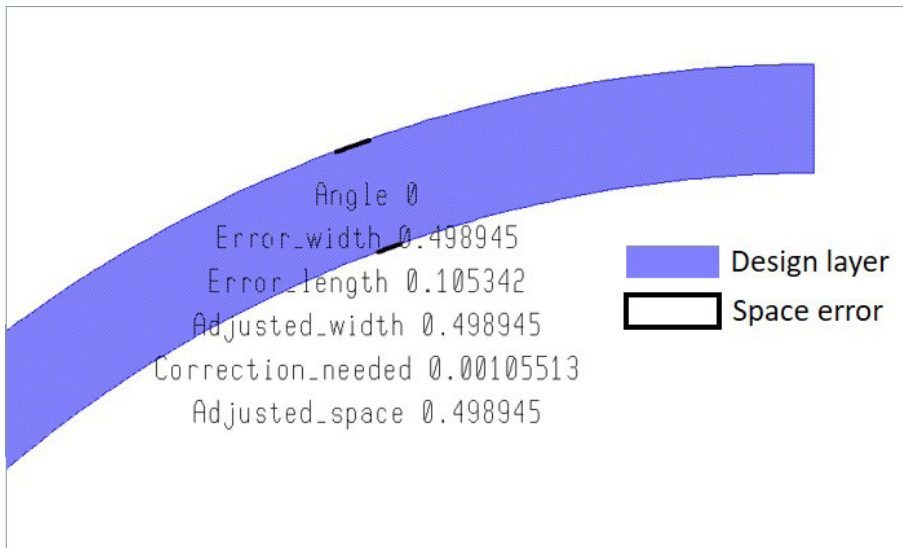 Angle 0
Error_width 0.498945
Error_length 0.105342
Adjusted_width 0.498945
Correction_needed 0.00105513
Adjusted_space 0.498945
Design layer
Space error